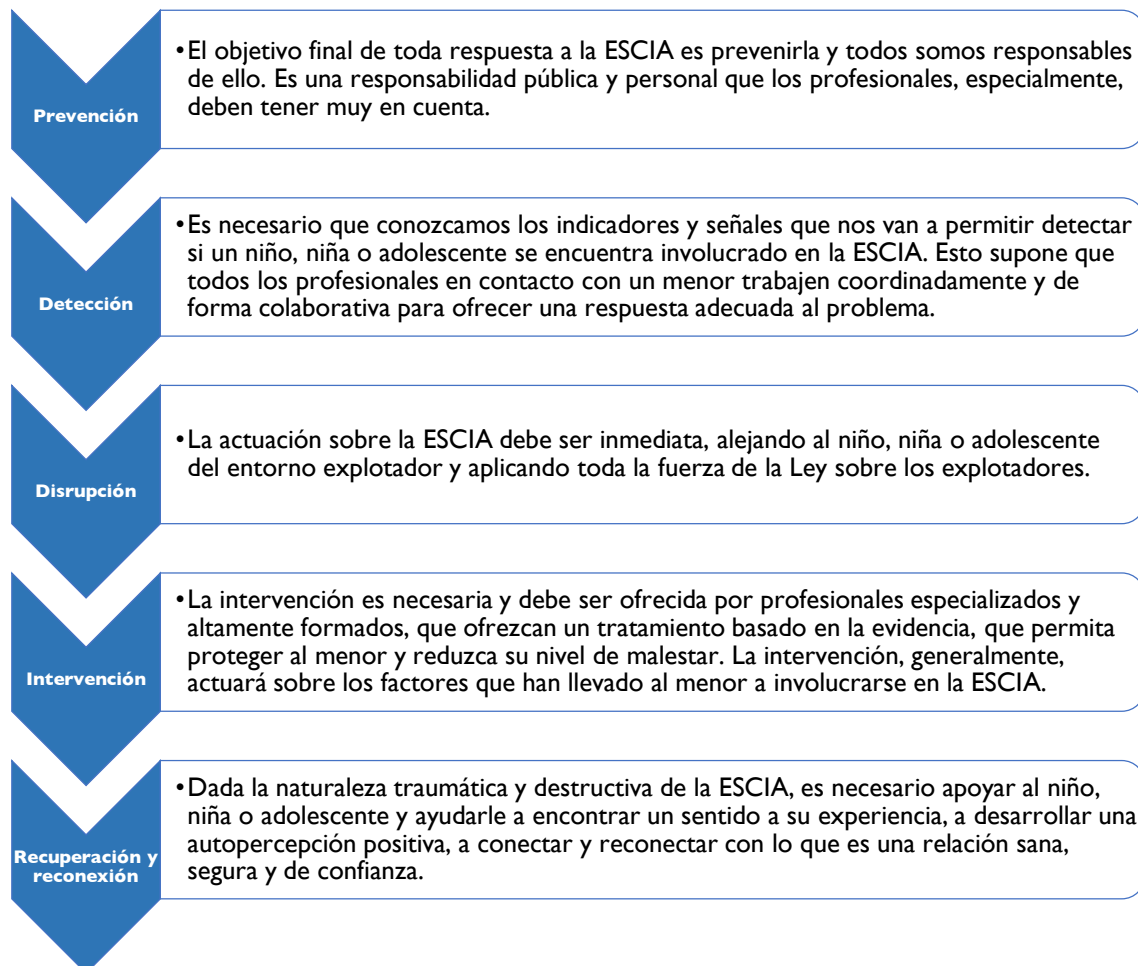 Prevención
•El objetivo final de toda respuesta a la ESCIA es prevenirla y todos somos responsables
de ello. Es una responsabilidad pública y personal que los profesionales, especialmente,
deben tener muy en cuenta.
Detección
•Es necesario que conozcamos los indicadores y señales que nos van a permitir detectar
si un niño, niña o adolescente se encuentra involucrado en la ESCIA. Esto supone que
todos los profesionales en contacto con un menor trabajen coordinadamente y de
forma colaborativa para ofrecer una respuesta adecuada al problema.
Disrupción
•La actuación sobre la ESCIA debe ser inmediata, alejando al niño, niña o adolescente
del entorno explotador y aplicando toda la fuerza de la Ley sobre los explotadores.
Intervención
•La intervención es necesaria y debe ser ofrecida por profesionales especializados y
altamente formados, que ofrezcan un tratamiento basado en la evidencia, que permita
proteger al menor y reduzca su nivel de malestar. La intervención, generalmente,
actuará sobre los factores que han llevado al menor a involucrarse en la ESCIA.
Recuperación y
reconexión
•Dada la naturaleza traumática y destructiva de la ESCIA, es necesario apoyar al niño,
niña o adolescente y ayudarle a encontrar un sentido a su experiencia, a desarrollar una
autopercepción positiva, a conectar y reconectar con lo que es una relación sana,
segura y de confianza.